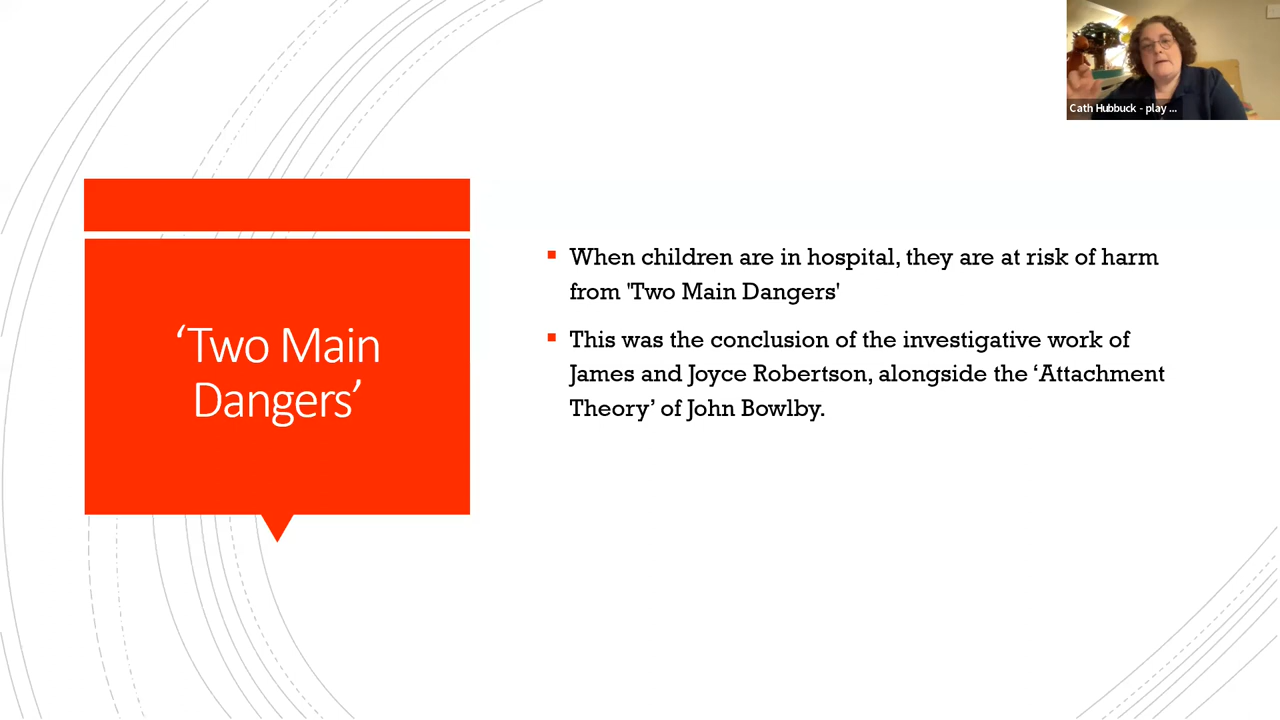 Cath Hubbuck - play ...
‘Two Main
Dangers’
When children are in hospital, they are at risk of harm
from 'Two Main Dangers'
This was the conclusion of the investigative work of
James and Joyce Robertson, alongside the ‘Attachment
Theory’ of John Bowlby.